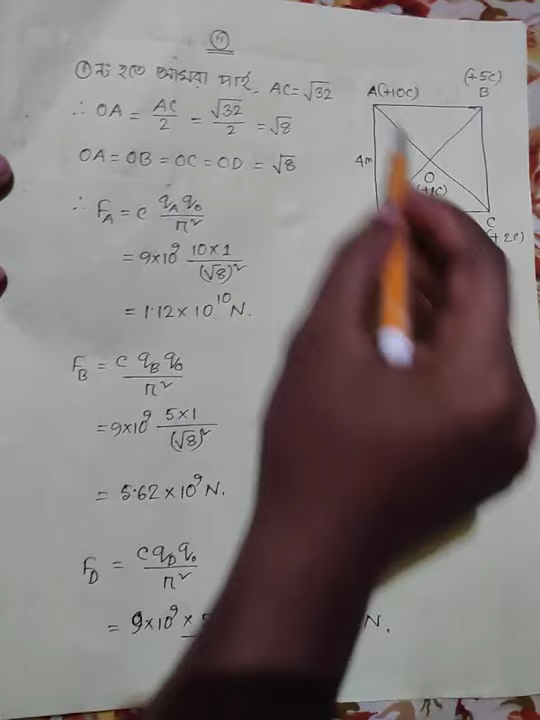 ①নং হতে আমরা পাই, AC = √32
∴ OA = AC/2 = √32/2 = √8
OA = OB = OC = OD = √8
∴ F_A = C q_A q_0 / r²
= 9×10⁹ 10×1 / (√8)²
= 1.12 × 10¹⁰ N.
F_B = C q_B q_0 / r²
= 9×10⁹ 5×1 / (√8)²
= 5.62 × 10⁹ N.
F_D = C q_D q_0 / r²
= 9×10⁹ ×
N.
A(+10C)
(+5C)
B
4m
O
(+1C)
C
(+2C)